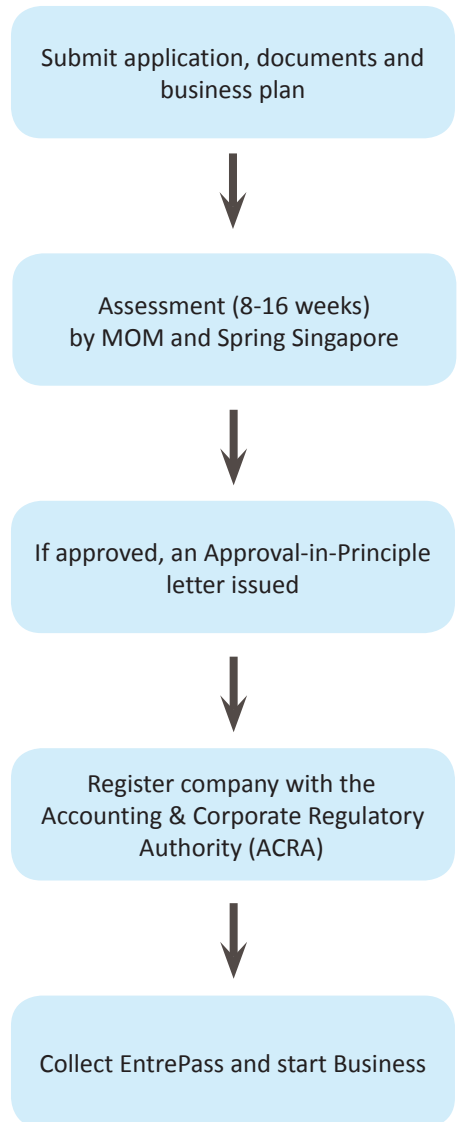 Submit application, documents and
business plan
Assessment (8-16 weeks)
by MOM and Spring Singapore
If approved, an Approval-in-Principle
letter issued
Register company with the
Accounting & Corporate Regulatory
Authority (ACRA)
Collect EntrePass and start Business